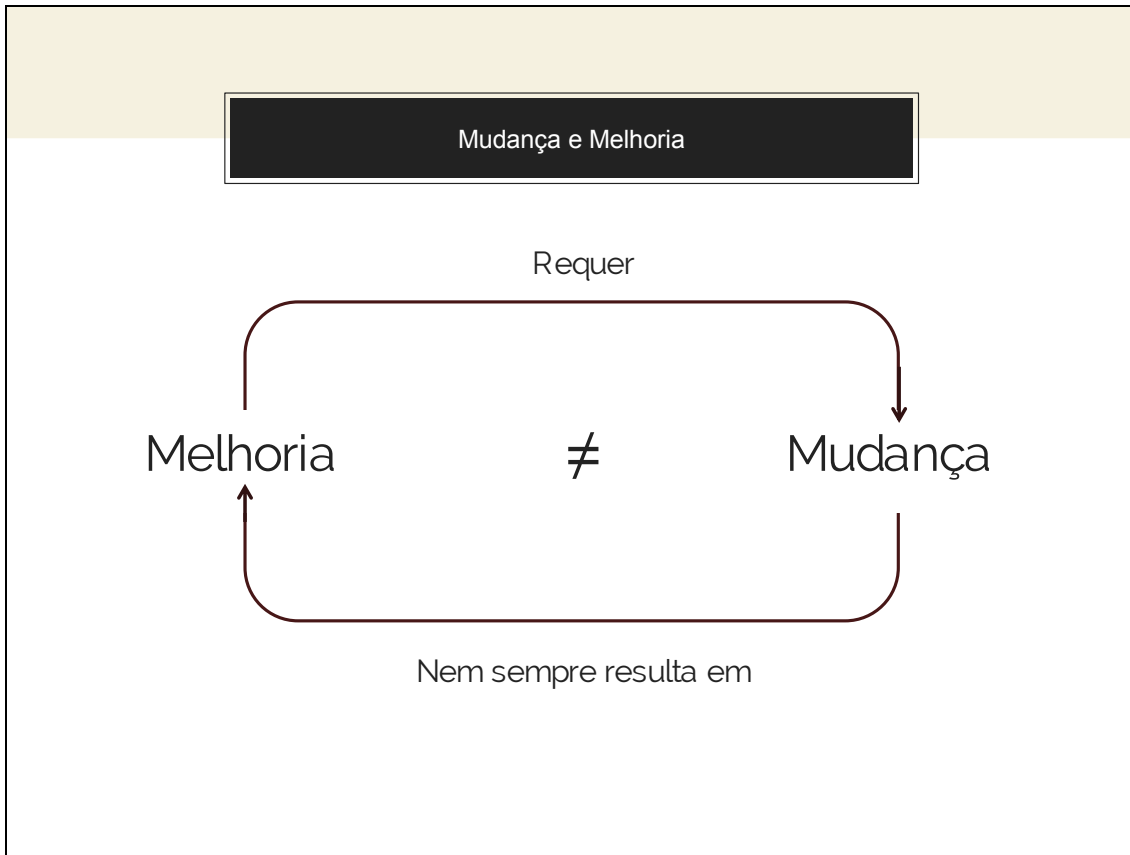 Mudança e Melhoria
Requer
Melhoria ≠ Mudança
Nem sempre resulta em